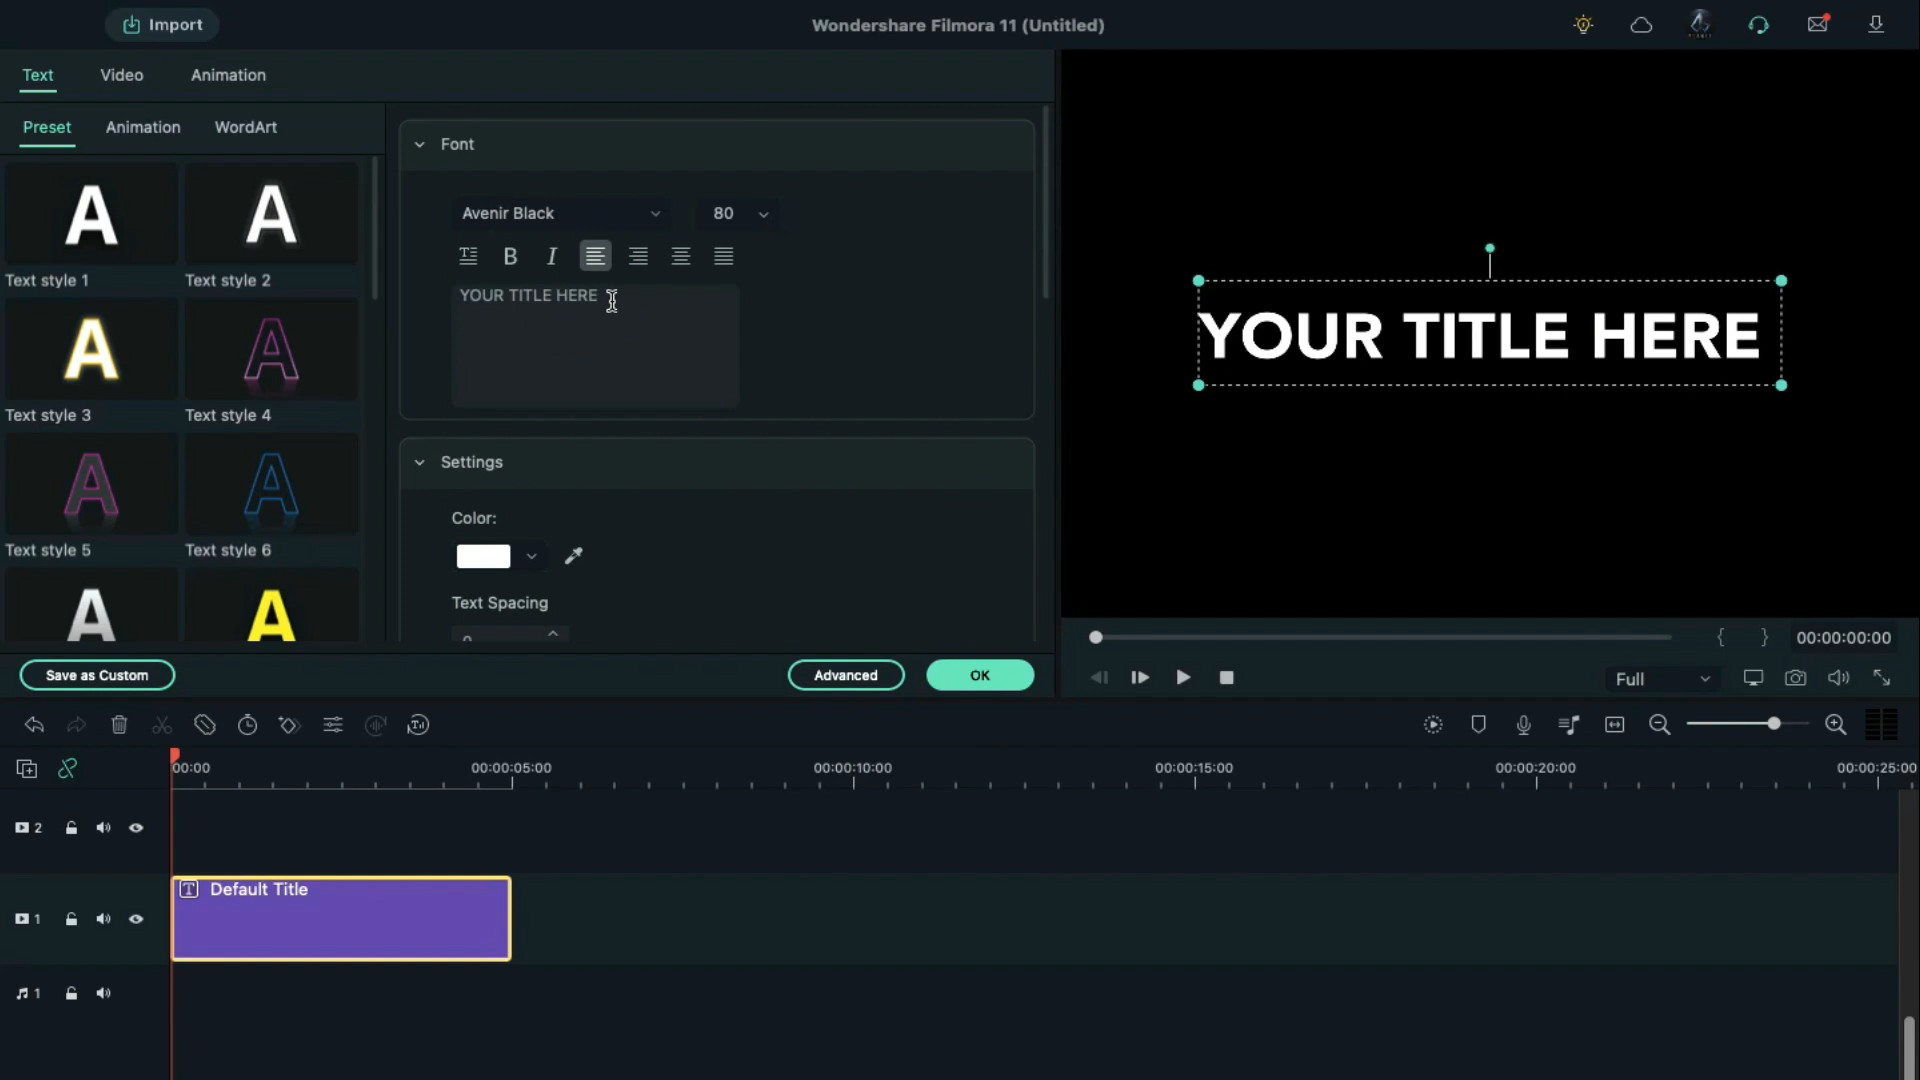 Import
Wondershare Filmora 11 (Untitled)
Text Video Animation
Preset Animation WordArt
Text style 1
Text style 2
Text style 3
Text style 4
Text style 5
Text style 6
Font
Avenir Black
80
B I
YOUR TITLE HERE
Settings
Color:
Text Spacing
0
Save as Custom
Advanced
OK
YOUR TITLE HERE
{ } 00:00:00:00
Full
00:00
00:00:05:00
00:00:10:00
00:00:15:00
00:00:20:00
00:00:25:00
2
Default Title
1
1